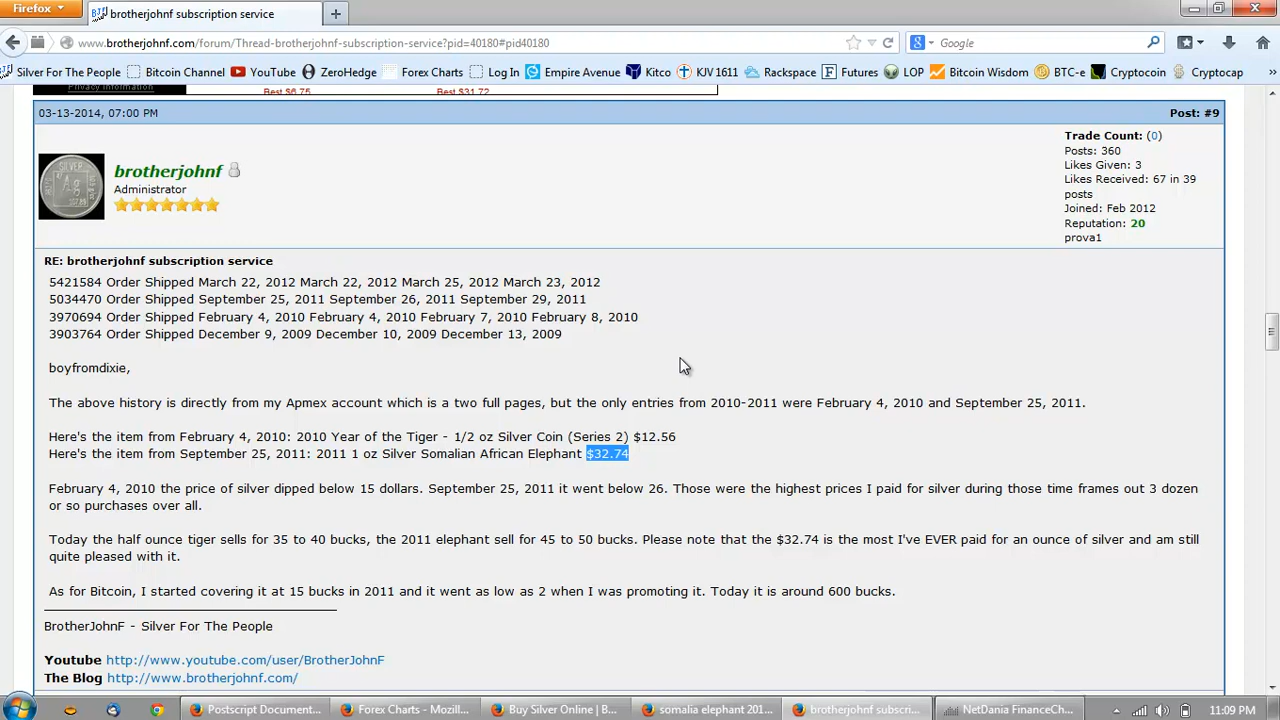 Firefox
brotherjohnf subscription service
www.brotherjohnf.com/forum/Thread-brotherjohnf-subscription-service?pid=40180#pid40180
Google
Silver For The People Bitcoin Channel YouTube ZeroHedge Forex Charts Log In Empire Avenue Kitco KJV 1611 Rackspace Futures LOP Bitcoin Wisdom BTC-e Cryptocoin Cryptocap »
Privacy Information Best $6.75 Best $31.72
03-13-2014, 07:00 PM Post: #9
SILVER
Ag
107.88
brotherjohnf
Administrator
Trade Count: (0)
Posts: 360
Likes Given: 3
Likes Received: 67 in 39
posts
Joined: Feb 2012
Reputation: 20
prova1
RE: brotherjohnf subscription service
5421584 Order Shipped March 22, 2012 March 22, 2012 March 25, 2012 March 23, 2012
5034470 Order Shipped September 25, 2011 September 26, 2011 September 29, 2011
3970694 Order Shipped February 4, 2010 February 4, 2010 February 7, 2010 February 8, 2010
3903764 Order Shipped December 9, 2009 December 10, 2009 December 13, 2009
boyfromdixie,
The above history is directly from my Apmex account which is a two full pages, but the only entries from 2010-2011 were February 4, 2010 and September 25, 2011.
Here's the item from February 4, 2010: 2010 Year of the Tiger - 1/2 oz Silver Coin (Series 2) $12.56
Here's the item from September 25, 2011: 2011 1 oz Silver Somalian African Elephant $32.74
February 4, 2010 the price of silver dipped below 15 dollars. September 25, 2011 it went below 26. Those were the highest prices I paid for silver during those time frames out 3 dozen
or so purchases over all.
Today the half ounce tiger sells for 35 to 40 bucks, the 2011 elephant sell for 45 to 50 bucks. Please note that the $32.74 is the most I've EVER paid for an ounce of silver and am still
quite pleased with it.
As for Bitcoin, I started covering it at 15 bucks in 2011 and it went as low as 2 when I was promoting it. Today it is around 600 bucks.
BrotherJohnF - Silver For The People
Youtube http://www.youtube.com/user/BrotherJohnF
The Blog http://www.brotherjohnf.com/
Postscript Document... Forex Charts - Mozill... Buy Silver Online | B... somalia elephant 201... brotherjohnf subscri... NetDania FinanceCh... 11:09 PM